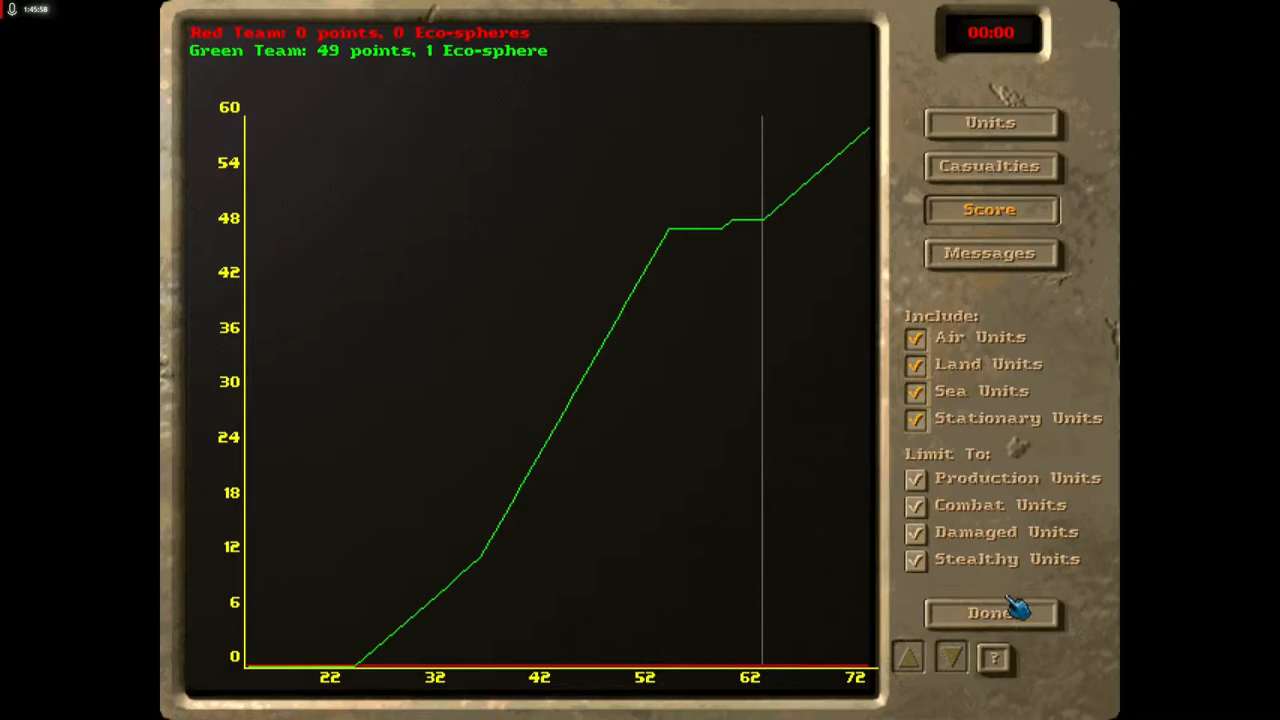 1:45:58
Red Team: 0 points, 0 Eco-spheres
Green Team: 49 points, 1 Eco-sphere
60
54
48
42
36
30
24
18
12
6
0
22 32 42 52 62 72
00:00
Units
Casualties
Score
Messages
Include:
Air Units
Land Units
Sea Units
Stationary Units
Limit To:
Production Units
Combat Units
Damaged Units
Stealthy Units
Done
?